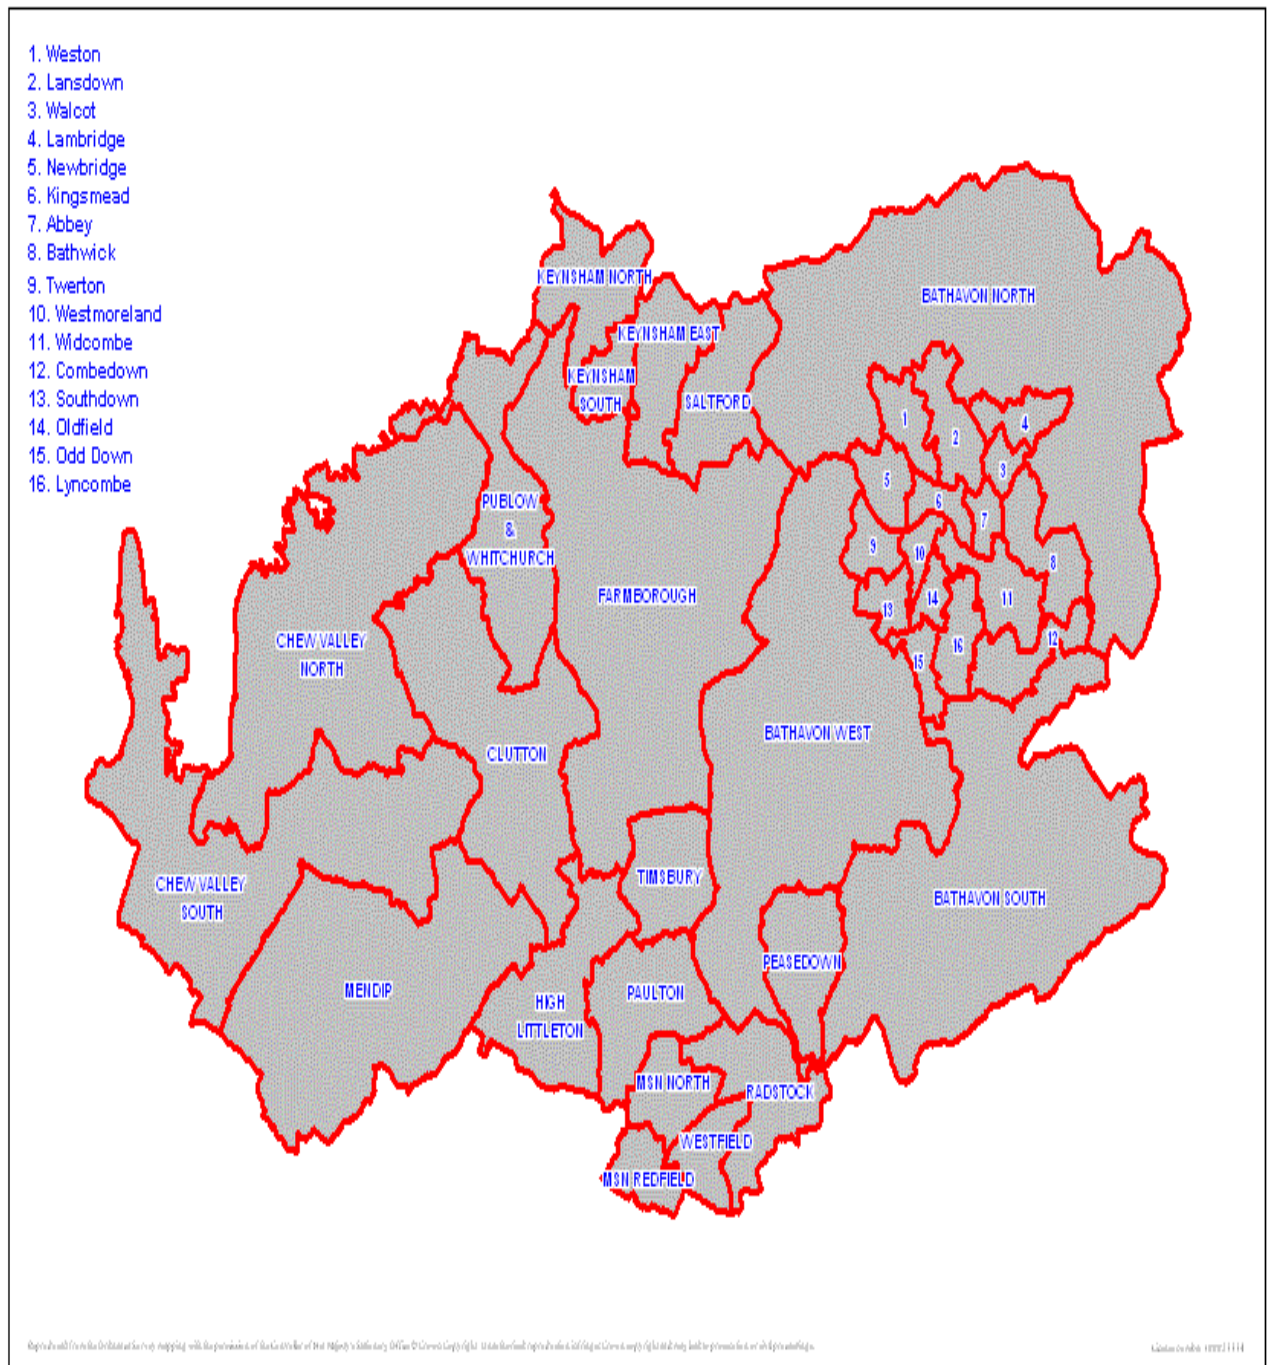 1. Weston
2. Lansdown
3. Walcot
4. Lambridge
5. Newbridge
6. Kingsmead
7. Abbey
8. Bathwick
9. Twerton
10. Westmoreland
11. Widcombe
12. Combedown
13. Southdown
14. Oldfield
15. Odd Down
16. Lyncombe
KEYNSHAM NORTH
BATHAVON NORTH
KEYNSHAM EAST
KEYNSHAM
SOUTH
SALTFORD
1
2
4
3
5
6
7
PUBLOW
&
WHITCHURCH
9
10
8
FARMBOROUGH
13
14
11
CHEW VALLEY
NORTH
16
12
15
BATHAVON WEST
CLUTTON
TIMSBURY
CHEW VALLEY
SOUTH
BATHAVON SOUTH
PEASEDOWN
MENDIP
PAULTON
HIGH
LITTLETON
MSN NORTH
RADSTOCK
WESTFIELD
MSN REDFIELD